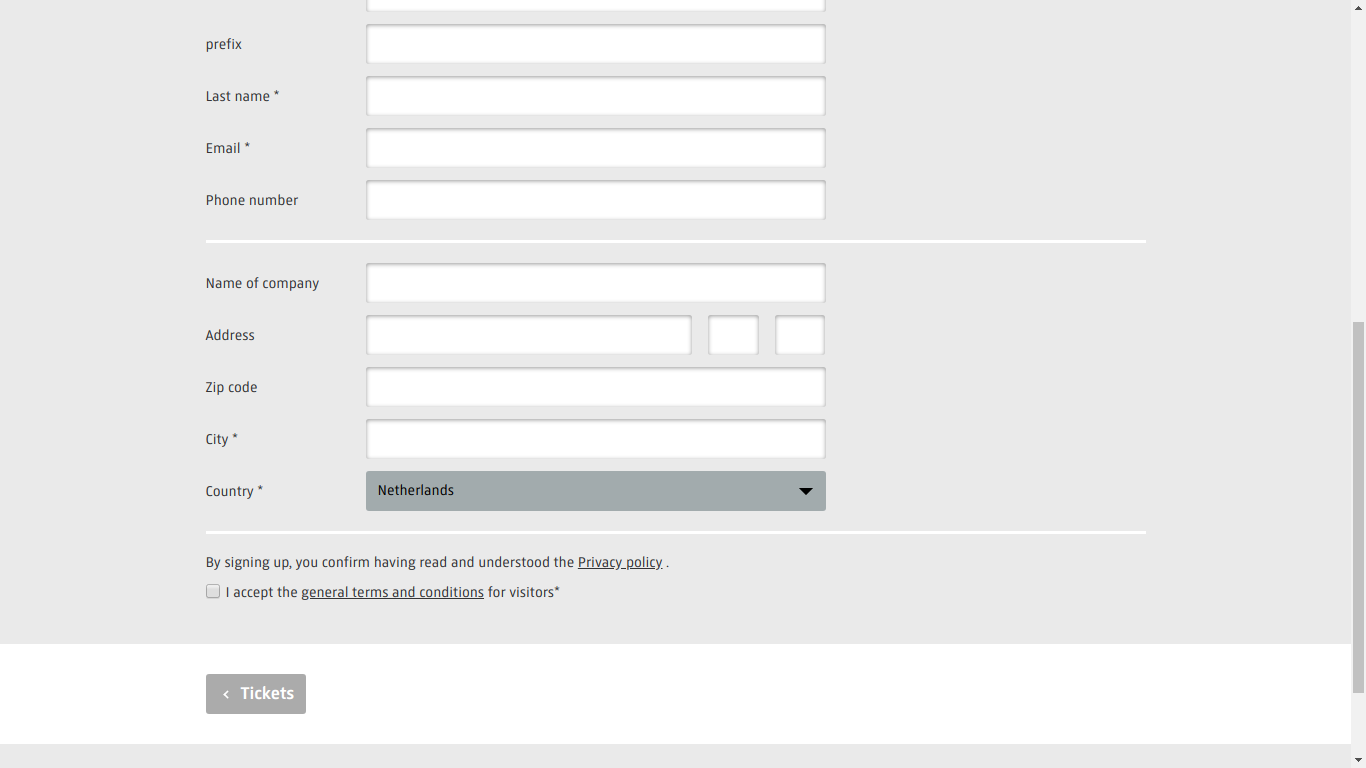 prefix
Last name *
Email *
Phone number
Name of company
Address
Zip code
City *
Country *
Netherlands
By signing up, you confirm having read and understood the Privacy policy .
I accept the general terms and conditions for visitors*
‹ Tickets